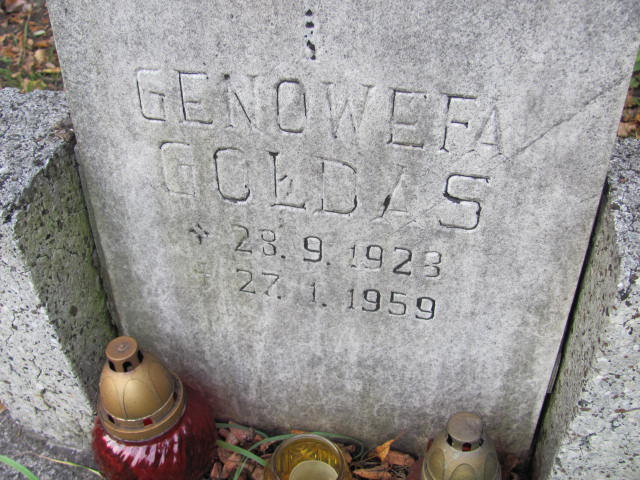 GENOWEFA
GOŁDAS
* 28.9.1923
+ 27.1.1959